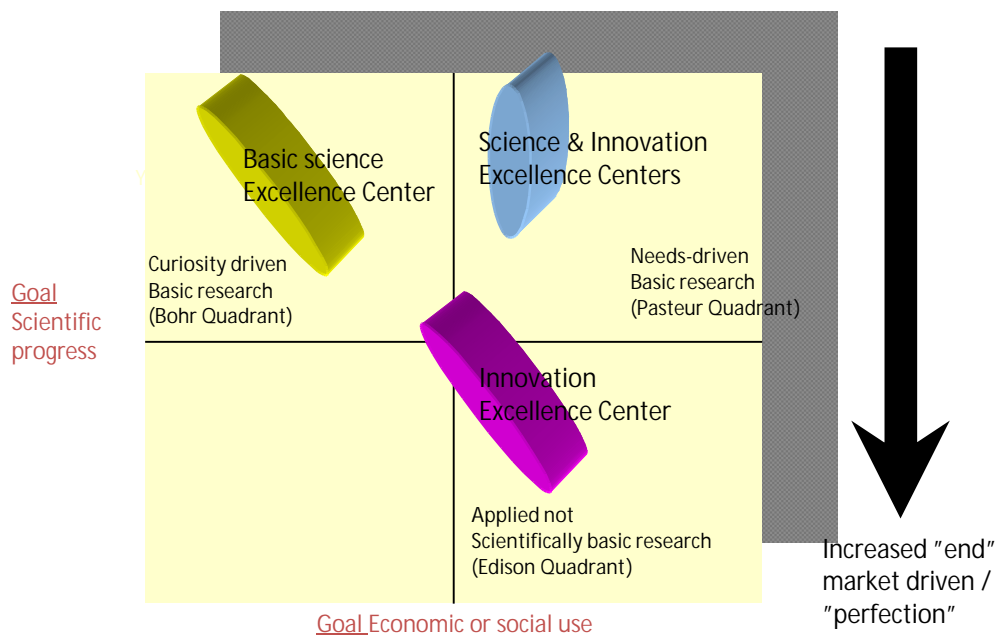 Basic science
Excellence Center
Science & Innovation
Excellence Centers
Curiosity driven
Basic research
(Bohr Quadrant)
Needs-driven
Basic research
(Pasteur Quadrant)
Goal
Scientific
progress
Innovation
Excellence Center
Applied not
Scientifically basic research
(Edison Quadrant)
Increased ”end”
market driven /
”perfection”
Goal Economic or social use